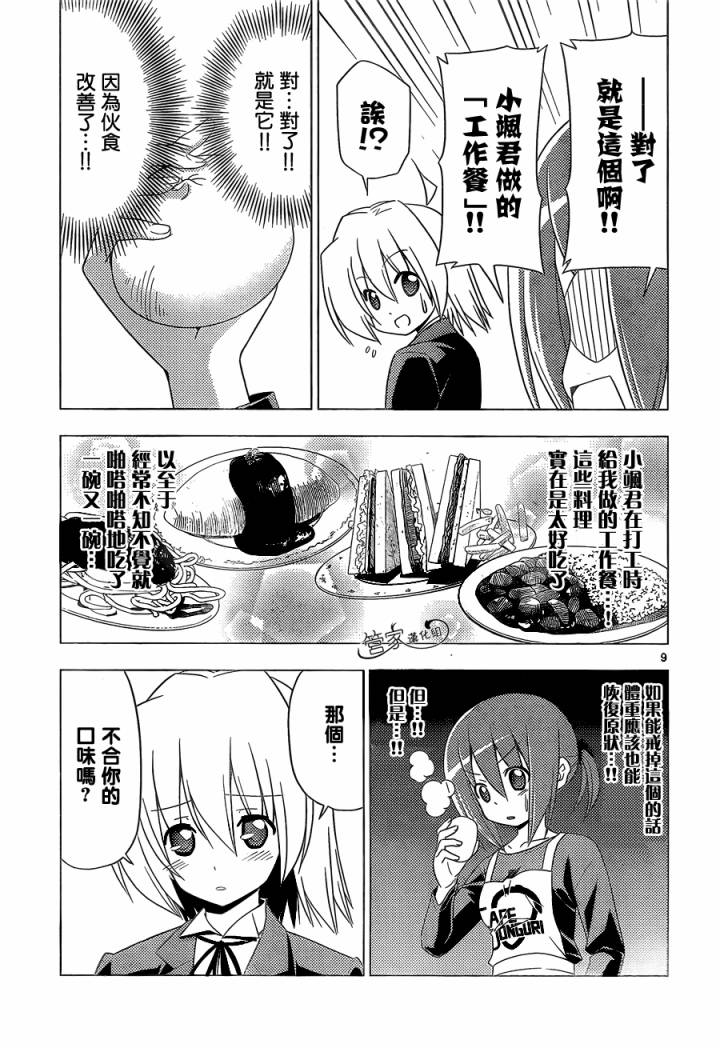 ——對了
就是這個啊!!
小颯君做的
「工作餐」!!
誒!?
對…對了!!
就是它!!
因為伙食
改善了…!!
小颯君在打工時
給我做的工作餐…!!
這些料理
實在是太好吃了
以至于
經常不知不覺就
啪嗒啪嗒地吃了
一碗又一碗…
管家漢化組
9
如果能戒掉這個的話
體重應該也能
恢復原狀…!!
但…!!
但是…!!
CAFE
DONGURI
那個…
不合你的
口味嗎?